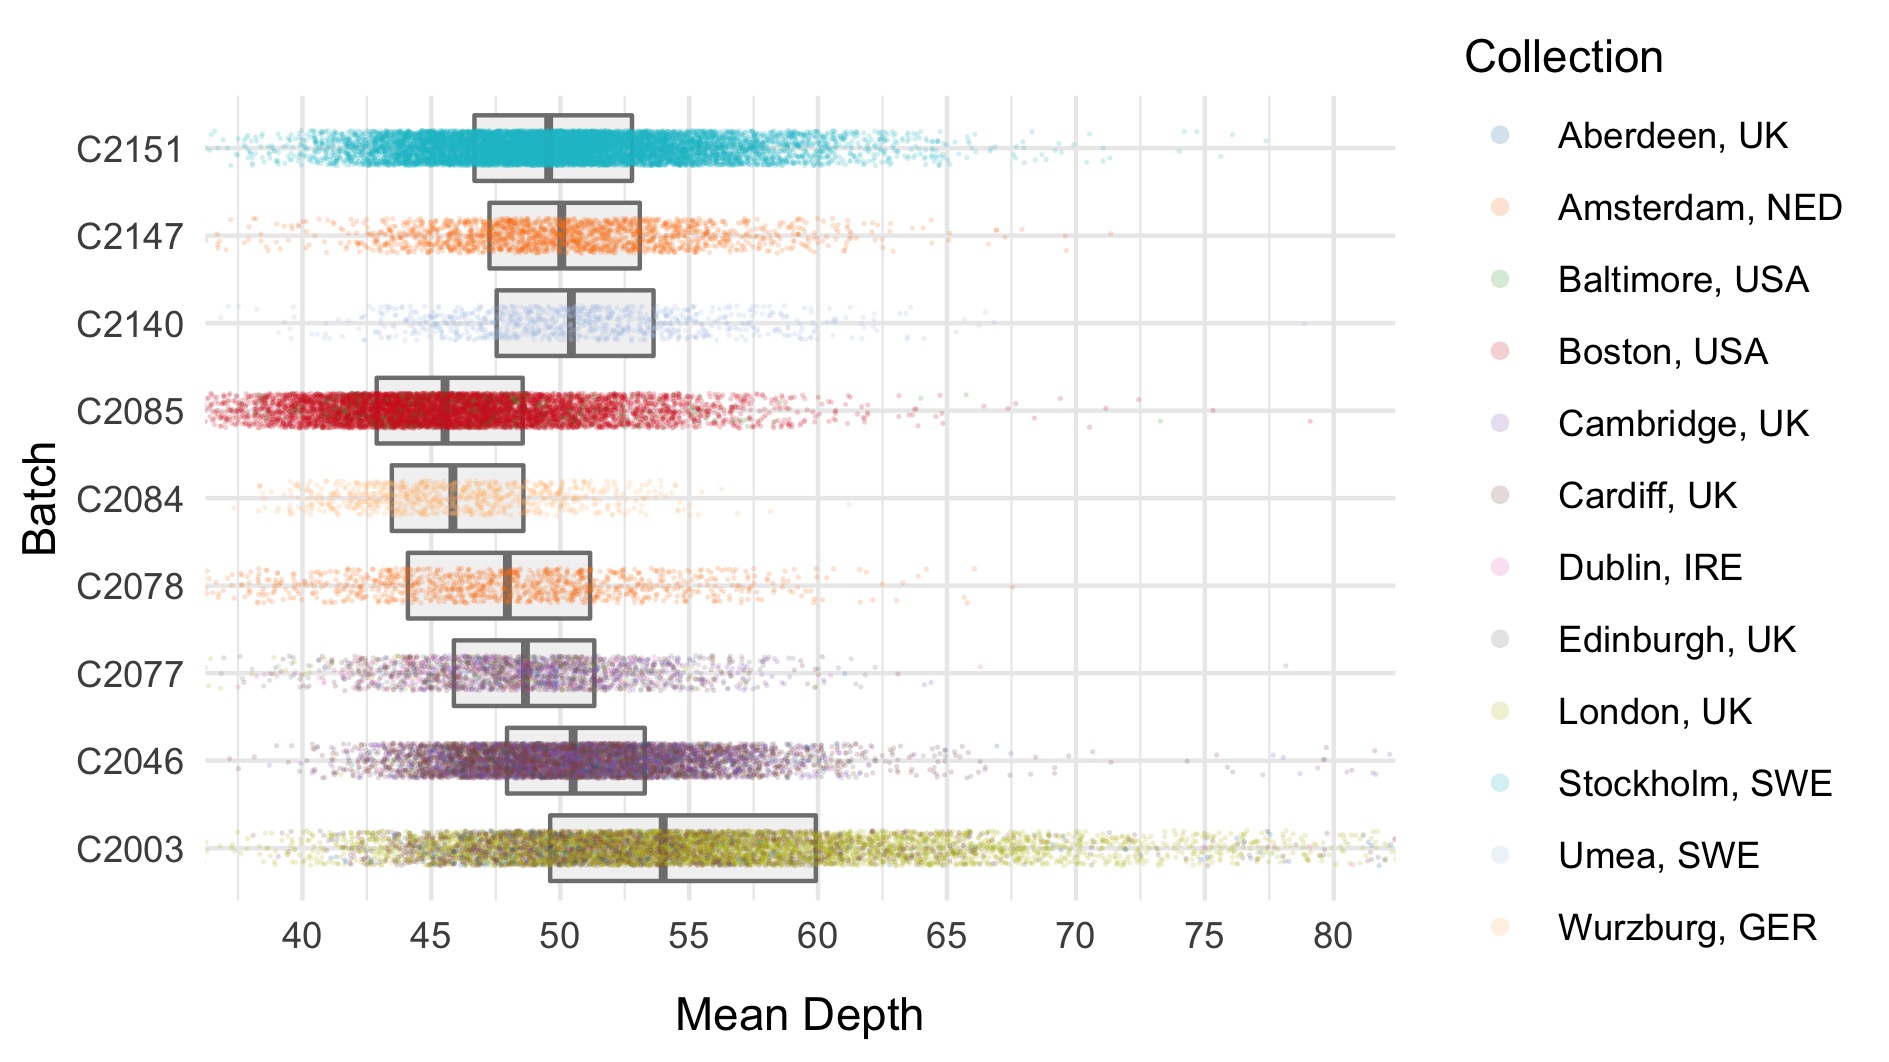 Collection
Aberdeen, UK
Amsterdam, NED
Baltimore, USA
Boston, USA
Cambridge, UK
Cardiff, UK
Dublin, IRE
Edinburgh, UK
London, UK
Stockholm, SWE
Umea, SWE
Wurzburg, GER
Batch
C2151
C2147
C2140
C2085
C2084
C2078
C2077
C2046
C2003
40 45 50 55 60 65 70 75 80
Mean Depth